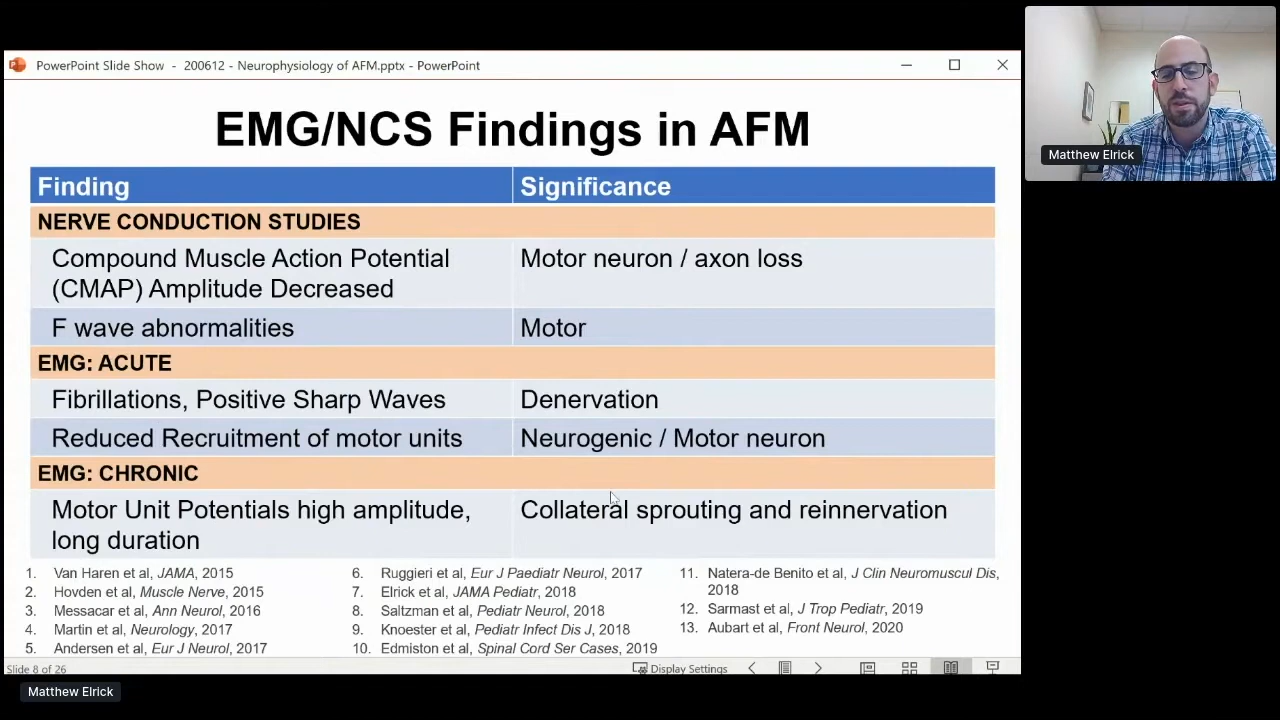 PowerPoint Slide Show - 200612 - Neurophysiology of AFM.pptx - PowerPoint
EMG/NCS Findings in AFM
Finding Significance
NERVE CONDUCTION STUDIES
Compound Muscle Action Potential
(CMAP) Amplitude Decreased
Motor neuron / axon loss
F wave abnormalities Motor
EMG: ACUTE
Fibrillations, Positive Sharp Waves Denervation
Reduced Recruitment of motor units Neurogenic / Motor neuron
EMG: CHRONIC
Motor Unit Potentials high amplitude,
long duration
Collateral sprouting and reinnervation
1. Van Haren et al, JAMA, 2015
2. Hovden et al, Muscle Nerve, 2015
3. Messacar et al, Ann Neurol, 2016
4. Martin et al, Neurology, 2017
5. Andersen et al, Eur J Neurol, 2017
6. Ruggieri et al, Eur J Paediatr Neurol, 2017
7. Elrick et al, JAMA Pediatr, 2018
8. Saltzman et al, Pediatr Neurol, 2018
9. Knoester et al, Pediatr Infect Dis J, 2018
10. Edmiston et al, Spinal Cord Ser Cases, 2019
11. Natera-de Benito et al, J Clin Neuromuscul Dis,
2018
12. Sarmast et al, J Trop Pediatr, 2019
13. Aubart et al, Front Neurol, 2020
Slide 8 of 26
Display Settings
Matthew Elrick
Matthew Elrick